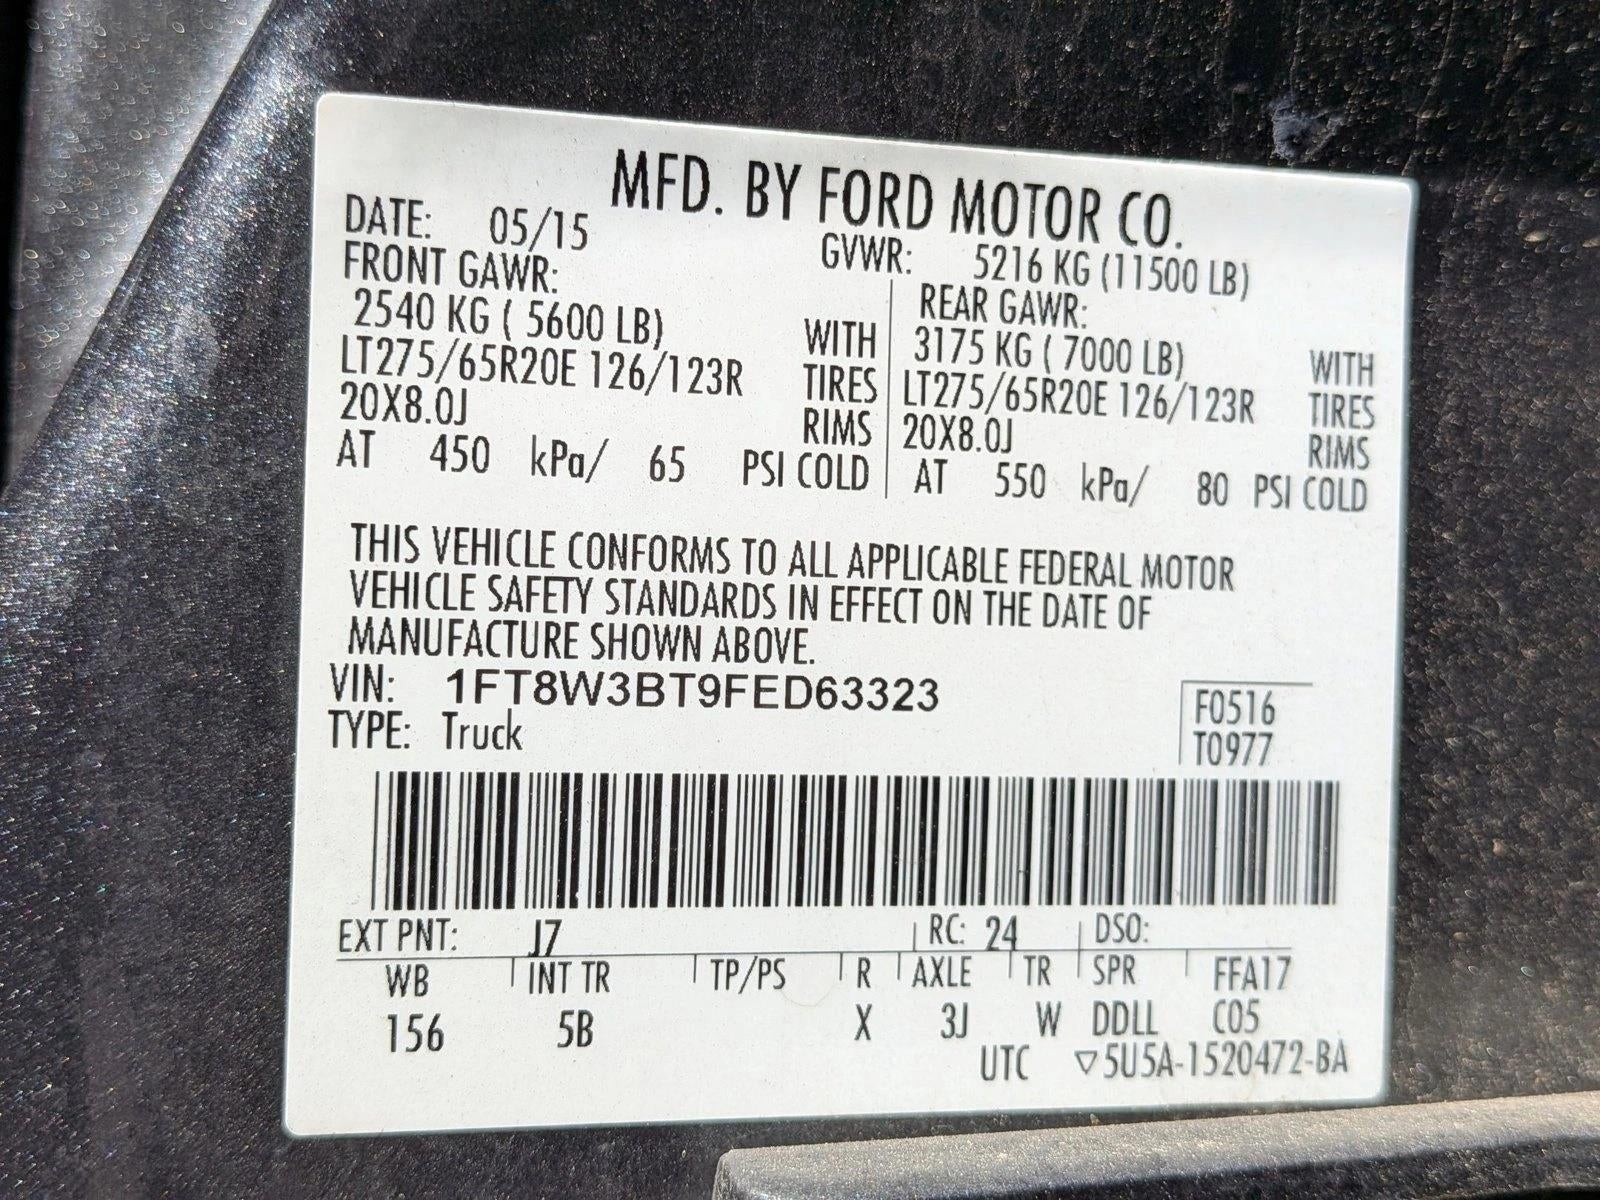 MFD. BY FORD MOTOR CO.
DATE: 05/15
GVWR: 5216 KG (11500 LB)
FRONT GAWR:
2540 KG ( 5600 LB) WITH
LT275/65R20E 126/123R TIRES
20X8.0J RIMS
AT 450 kPa/ 65 PSI COLD
REAR GAWR:
3175 KG ( 7000 LB) WITH
LT275/65R20E 126/123R TIRES
20X8.0J RIMS
AT 550 kPa/ 80 PSI COLD
THIS VEHICLE CONFORMS TO ALL APPLICABLE FEDERAL MOTOR
VEHICLE SAFETY STANDARDS IN EFFECT ON THE DATE OF
MANUFACTURE SHOWN ABOVE.
VIN: 1FT8W3BT9FED63323
TYPE: Truck
F0516
T0977
EXT PNT: J7 RC: 24 DSO:
WB INT TR TP/PS R AXLE TR SPR FFA17
156 5B X 3J W DDLL C05
UTC ▽5U5A-1520472-BA